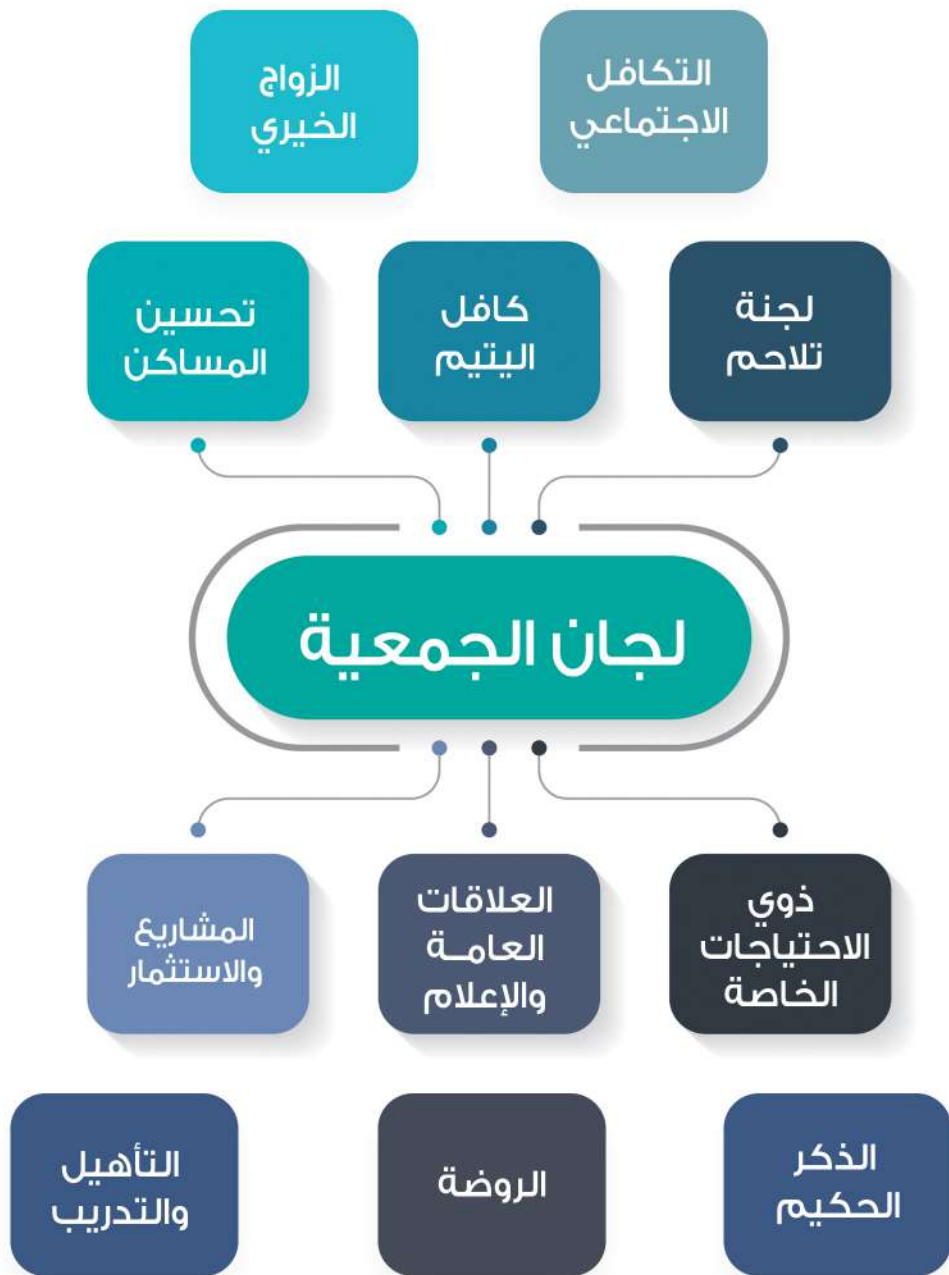 التكافل
الاجتماعي
الزواج
الخيري
لجنة
تلاحم
كافل
اليتيم
تحسين
المساكن
لجان الجمعية
ذوي
الاحتياجات
الخاصة
العلاقات
العامــة
والإعلام
المشاريع
والاستثمار
الذكر
الحكيم
الروضة
التأهيل
والتدريب